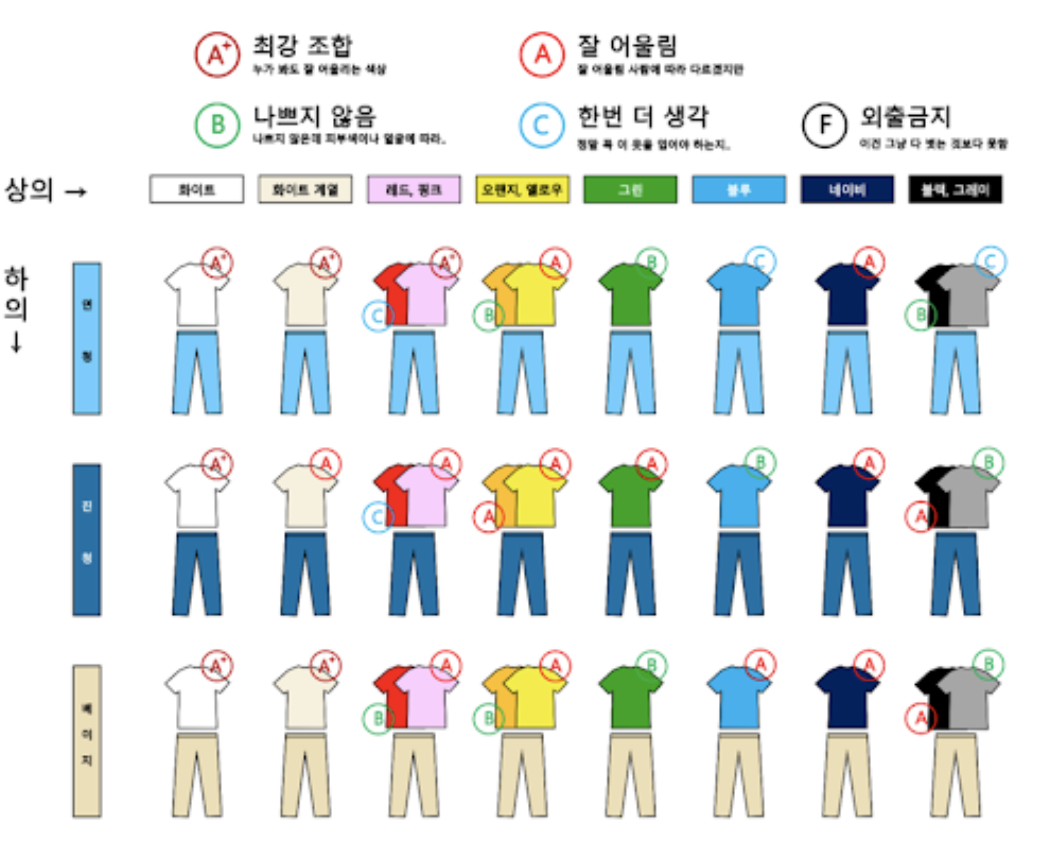 A+ 최강 조합
누가 봐도 잘 어울리는 색상
A 잘 어울림
잘 어울림 사람에 따라 다르겠지만
B 나쁘지 않음
나쁘지 않은데 피부색이나 얼굴에 따라..
C 한번 더 생각
정말 꼭 이 옷을 입어야 하는지..
F 외출금지
이건 그냥 다 벗는 것보다 못함
상의 →
화이트 화이트 계열 레드, 핑크 오렌지, 옐로우 그린 블루 네이비 블랙, 그레이
하의 ↓
연청
A+ A+ A+ A B C A C
C B B
진청
A+ A A A A B A B
C A A
베이지
A+ A+ A A B A A B
B B A